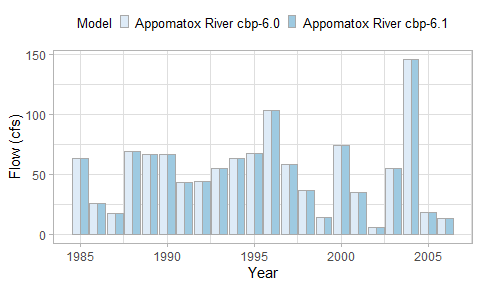 Model Appomatox River cbp-6.0 Appomatox River cbp-6.1
150
100
50
0
Flow (cfs)
1985 1990 1995 2000 2005
Year